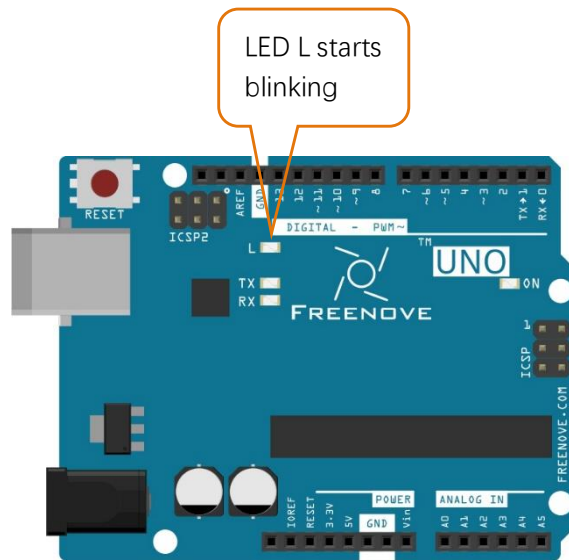 LED L starts
blinking
RESET
ICSP2
AREF
GND
13
12
~11
~10
~9
8
7
~6
~5
4
~3
2
TX→1
RX←0
DIGITAL - PWM~
L
TX
RX
FREENOVE
TM
UNO
ON
1
ICSP
FREENOVE.COM
IOREF
RESET
3.3V
5V
GND
Vin
POWER
ANALOG IN
A0
A1
A2
A3
A4
A5